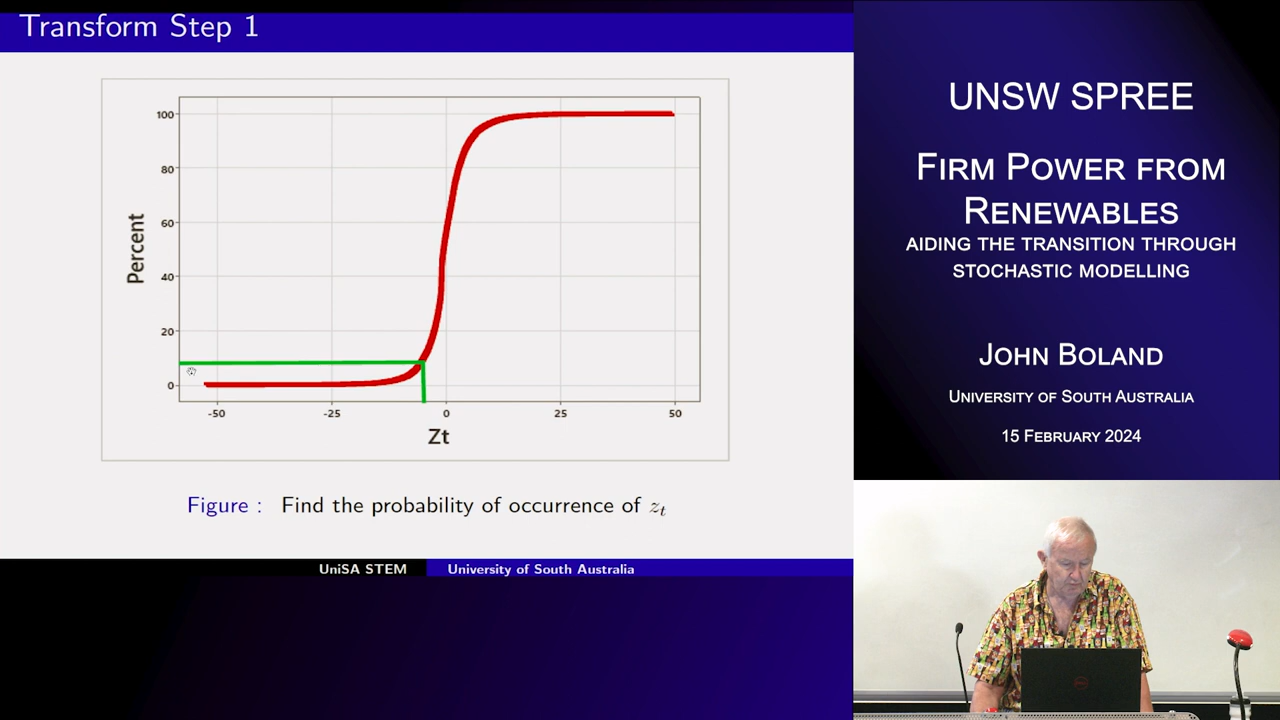 Transform Step 1
100
80
60
40
20
0
Percent
-50
-25
0
25
50
Zt
Figure : Find the probability of occurrence of zt
UniSA STEM
University of South Australia
UNSW SPREE
FIRM POWER FROM
RENEWABLES
AIDING THE TRANSITION THROUGH
STOCHASTIC MODELLING
JOHN BOLAND
UNIVERSITY OF SOUTH AUSTRALIA
15 FEBRUARY 2024